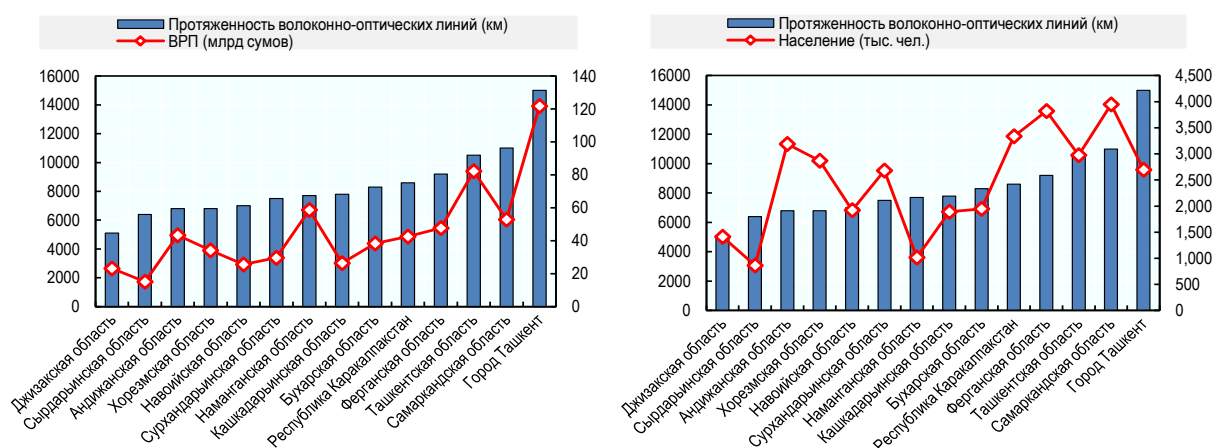 Протяженность волоконно-оптических линий (км)
ВРП (млрд сумов)
16000
14000
12000
10000
8000
6000
4000
2000
0
140
120
100
80
60
40
20
0
Джизакская область
Сырдарьинская область
Андижанская область
Хорезмская область
Навоийская область
Сурхандарьинская область
Наманганская область
Кашкадарьинская область
Бухарская область
Республика Каракалпакстан
Ферганская область
Ташкентская область
Самаркандская область
Город Ташкент
Протяженность волоконно-оптических линий (км)
Население (тыс. чел.)
16000
14000
12000
10000
8000
6000
4000
2000
0
4,500
4,000
3,500
3,000
2,500
2,000
1,500
1,000
500
0
Джизакская область
Сырдарьинская область
Андижанская область
Хорезмская область
Навоийская область
Сурхандарьинская область
Наманганская область
Кашкадарьинская область
Бухарская область
Республика Каракалпакстан
Ферганская область
Ташкентская область
Самаркандская область
Город Ташкент